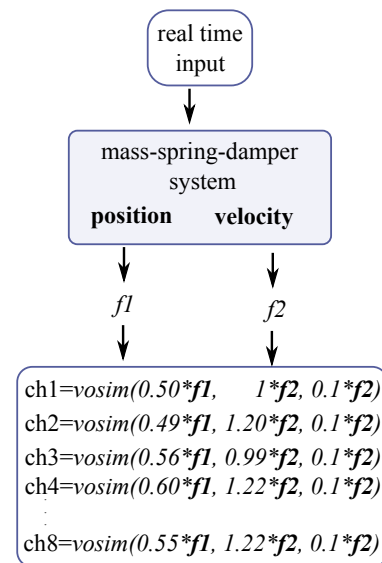 real time
input
mass-spring-damper
system
position velocity
f1 f2
ch1=vosim(0.50*f1, 1*f2, 0.1*f2)
ch2=vosim(0.49*f1, 1.20*f2, 0.1*f2)
ch3=vosim(0.56*f1, 0.99*f2, 0.1*f2)
ch4=vosim(0.60*f1, 1.22*f2, 0.1*f2)
⋮
ch8=vosim(0.55*f1, 1.22*f2, 0.1*f2)